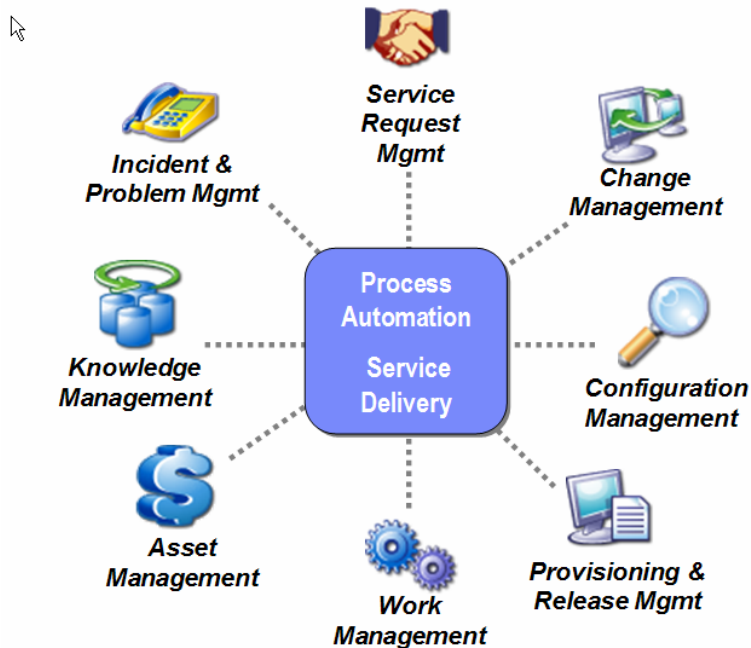 Service
Request
Mgmt
Incident &
Problem Mgmt
Change
Management
Process
Automation
Service
Delivery
Knowledge
Management
Configuration
Management
Asset
Management
Provisioning &
Release Mgmt
Work
Management